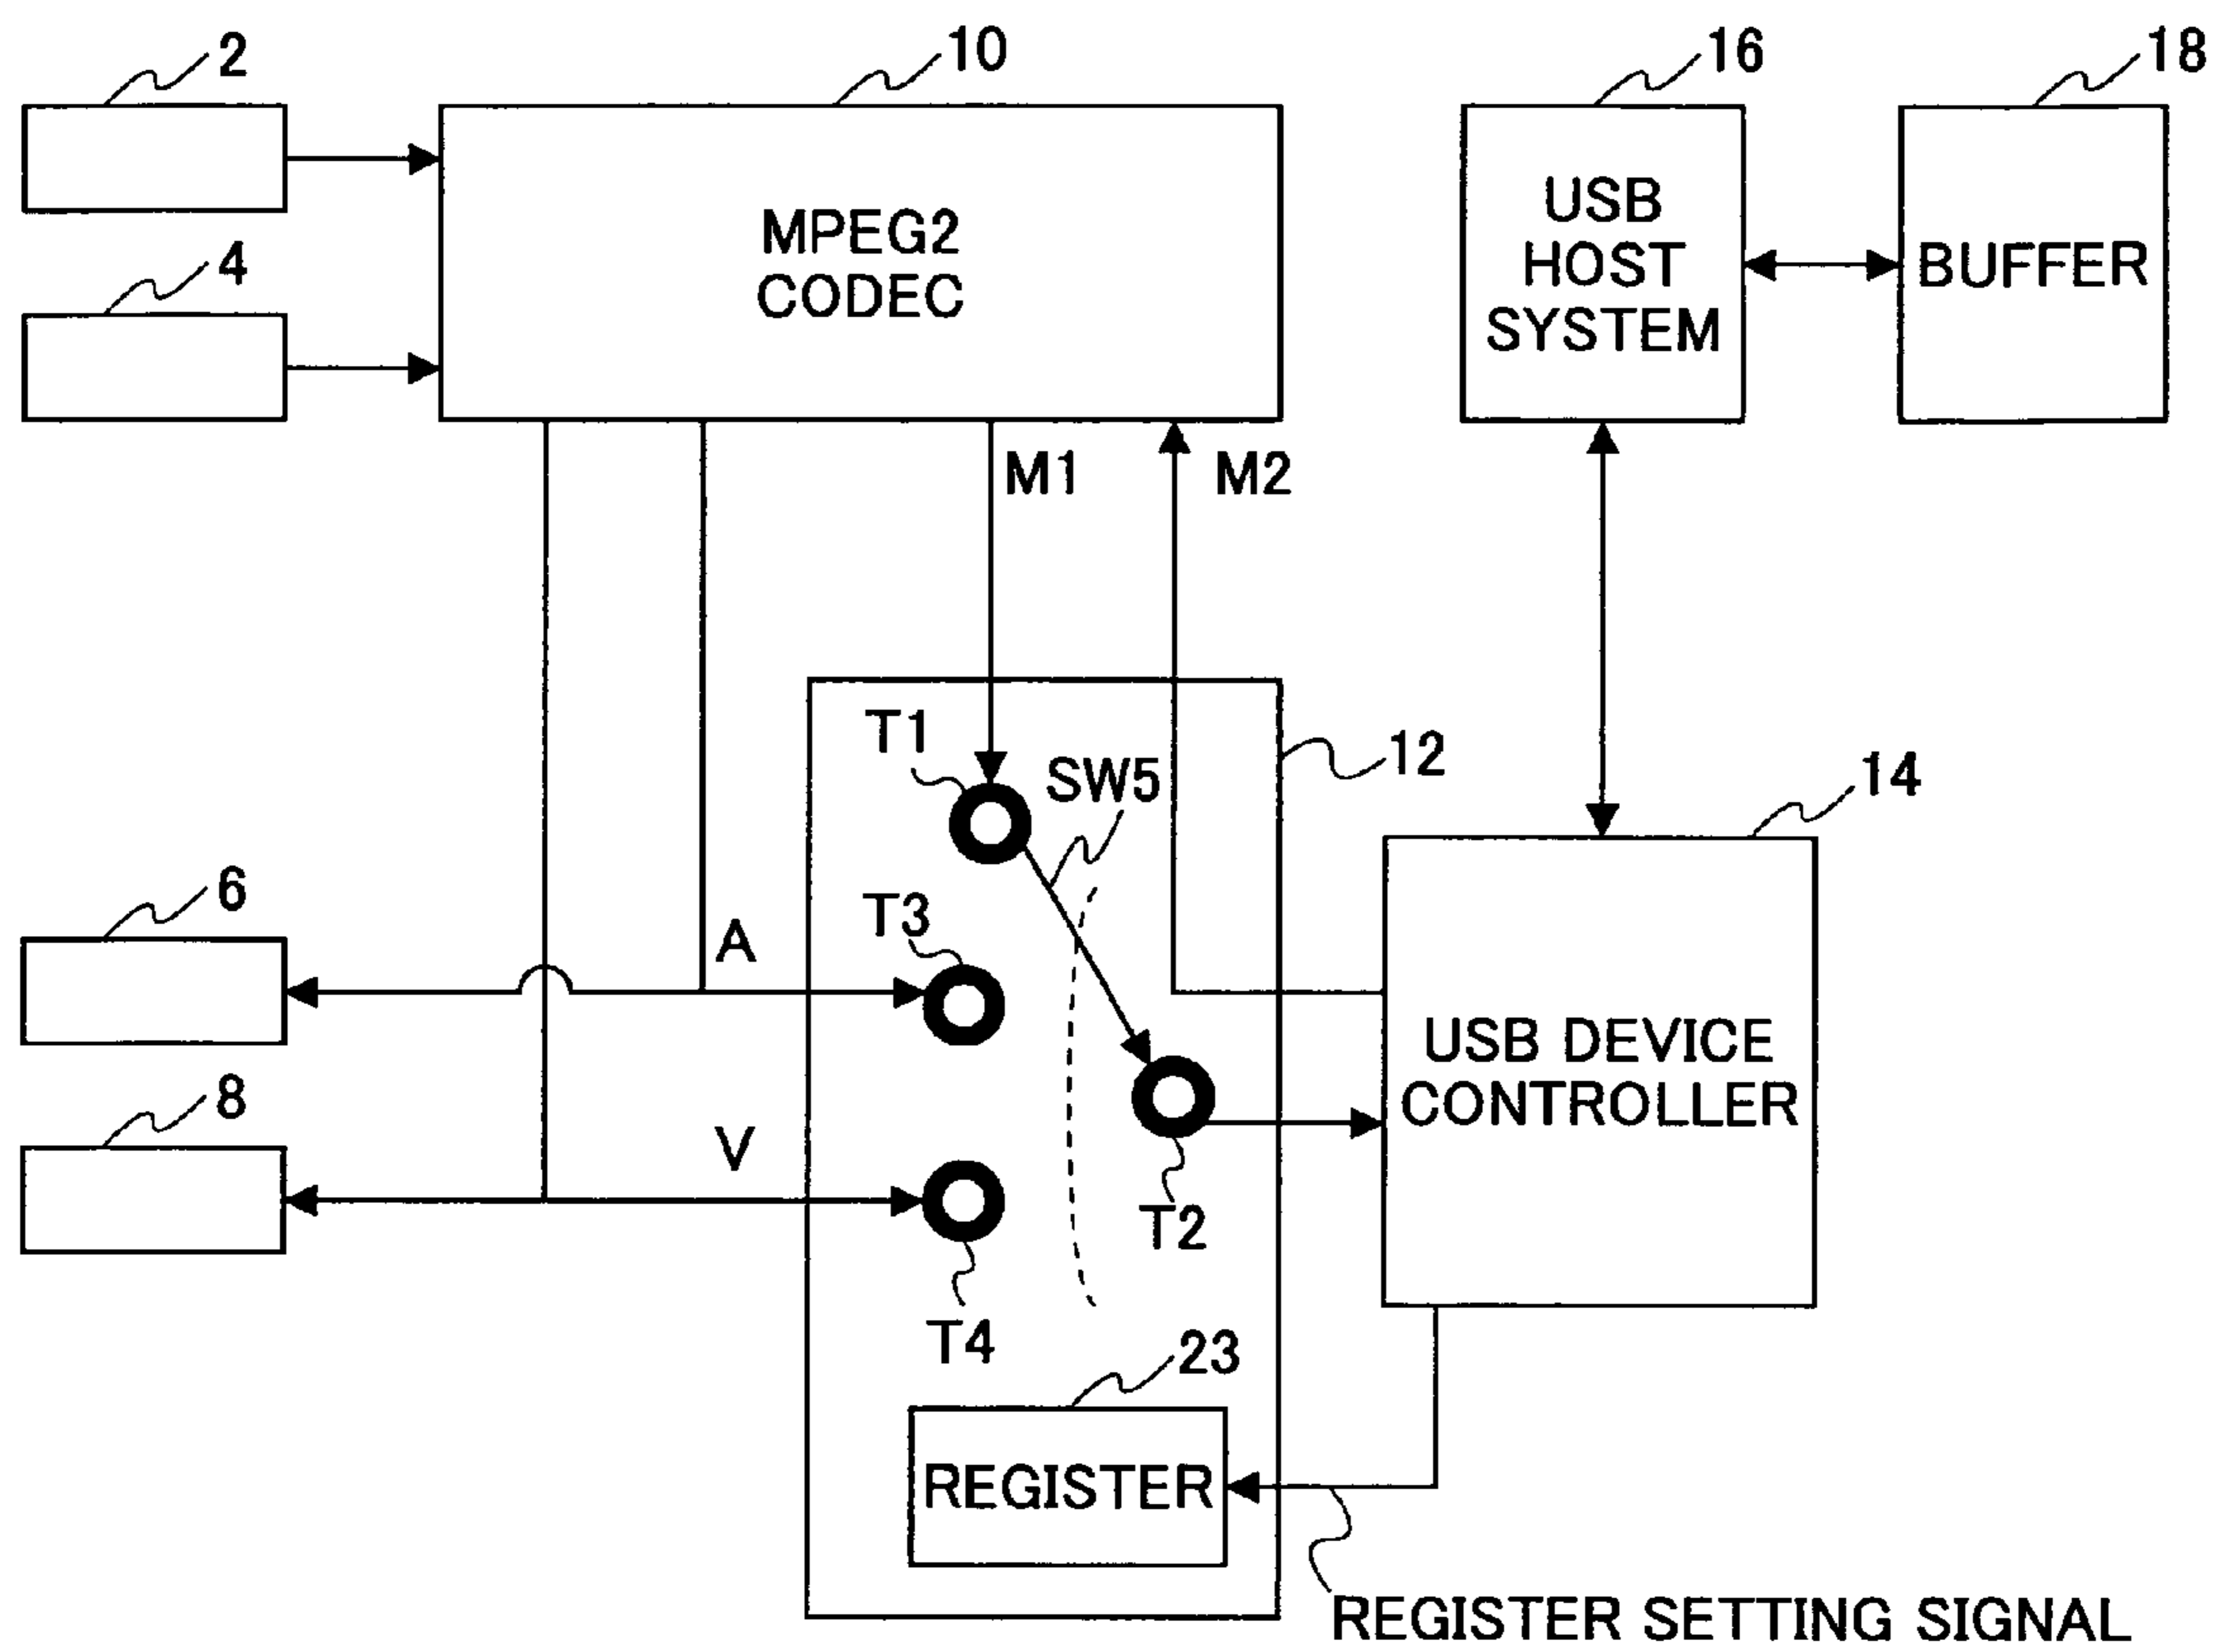 2
10
16
18
4
MPEG2
CODEC
USB
HOST
SYSTEM
BUFFER
M1
M2
T1
SW5
12
14
6
T3
A
USB DEVICE
CONTROLLER
8
V
T2
T4
23
REGISTER
REGISTER SETTING SIGNAL